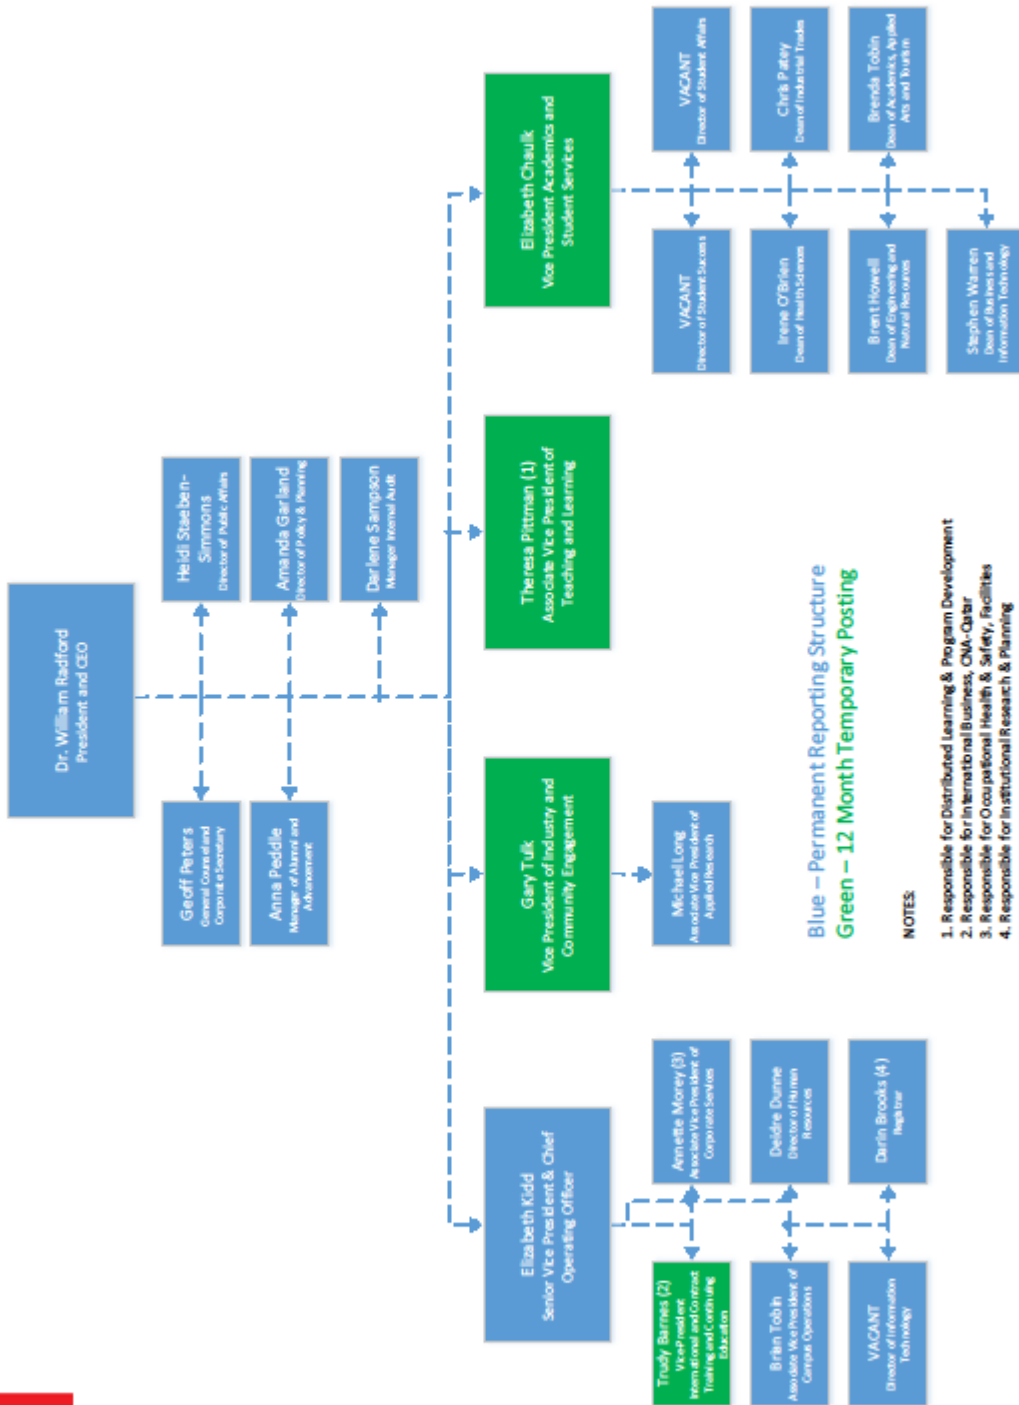 Dr. William Radford
President and CEO
Geoff Peters
General Counsel and
Corporate Secretary
Heidi Staeben-
Simmons
Director of Public Affairs
Anna Peddle
Manager of Alumni and
Advancement
Amanda Garland
Director of Policy & Planning
Darlene Sampson
Manager Internal Audit
Elizabeth Kidd
Senior Vice President & Chief
Operating Officer
Gary Tulk
Vice President of Industry and
Community Engagement
Theresa Pittman (1)
Associate Vice President of
Teaching and Learning
Elizabeth Chaulk
Vice President Academics and
Student Services
Trudy Barnes (2)
Vice-President
International and Contract
Training and Continuing
Education
Annette Morey (3)
Associate Vice President of
Corporate Services
Brian Tobin
Associate Vice President of
Campus Operations
Deidre Dunne
Director of Human
Resources
VACANT
Director of Information
Technology
Darin Brooks (4)
Registrar
Michael Long
Associate Vice President of
Applied Research
VACANT
Director of Student Success
VACANT
Director of Student Affairs
Irene O'Brien
Dean of Health Sciences
Chris Patey
Dean of Industrial Trades
Brent Howell
Dean of Engineering and
Natural Resources
Brenda Tobin
Dean of Academics, Applied
Arts and Tourism
Stephen Warren
Dean of Business and
Information Technology
Blue – Permanent Reporting Structure
Green – 12 Month Temporary Posting
NOTES:
1. Responsible for Distributed Learning & Program Development
2. Responsible for International Business, CNA-Qatar
3. Responsible for Occupational Health & Safety, Facilities
4. Responsible for Institutional Research & Planning